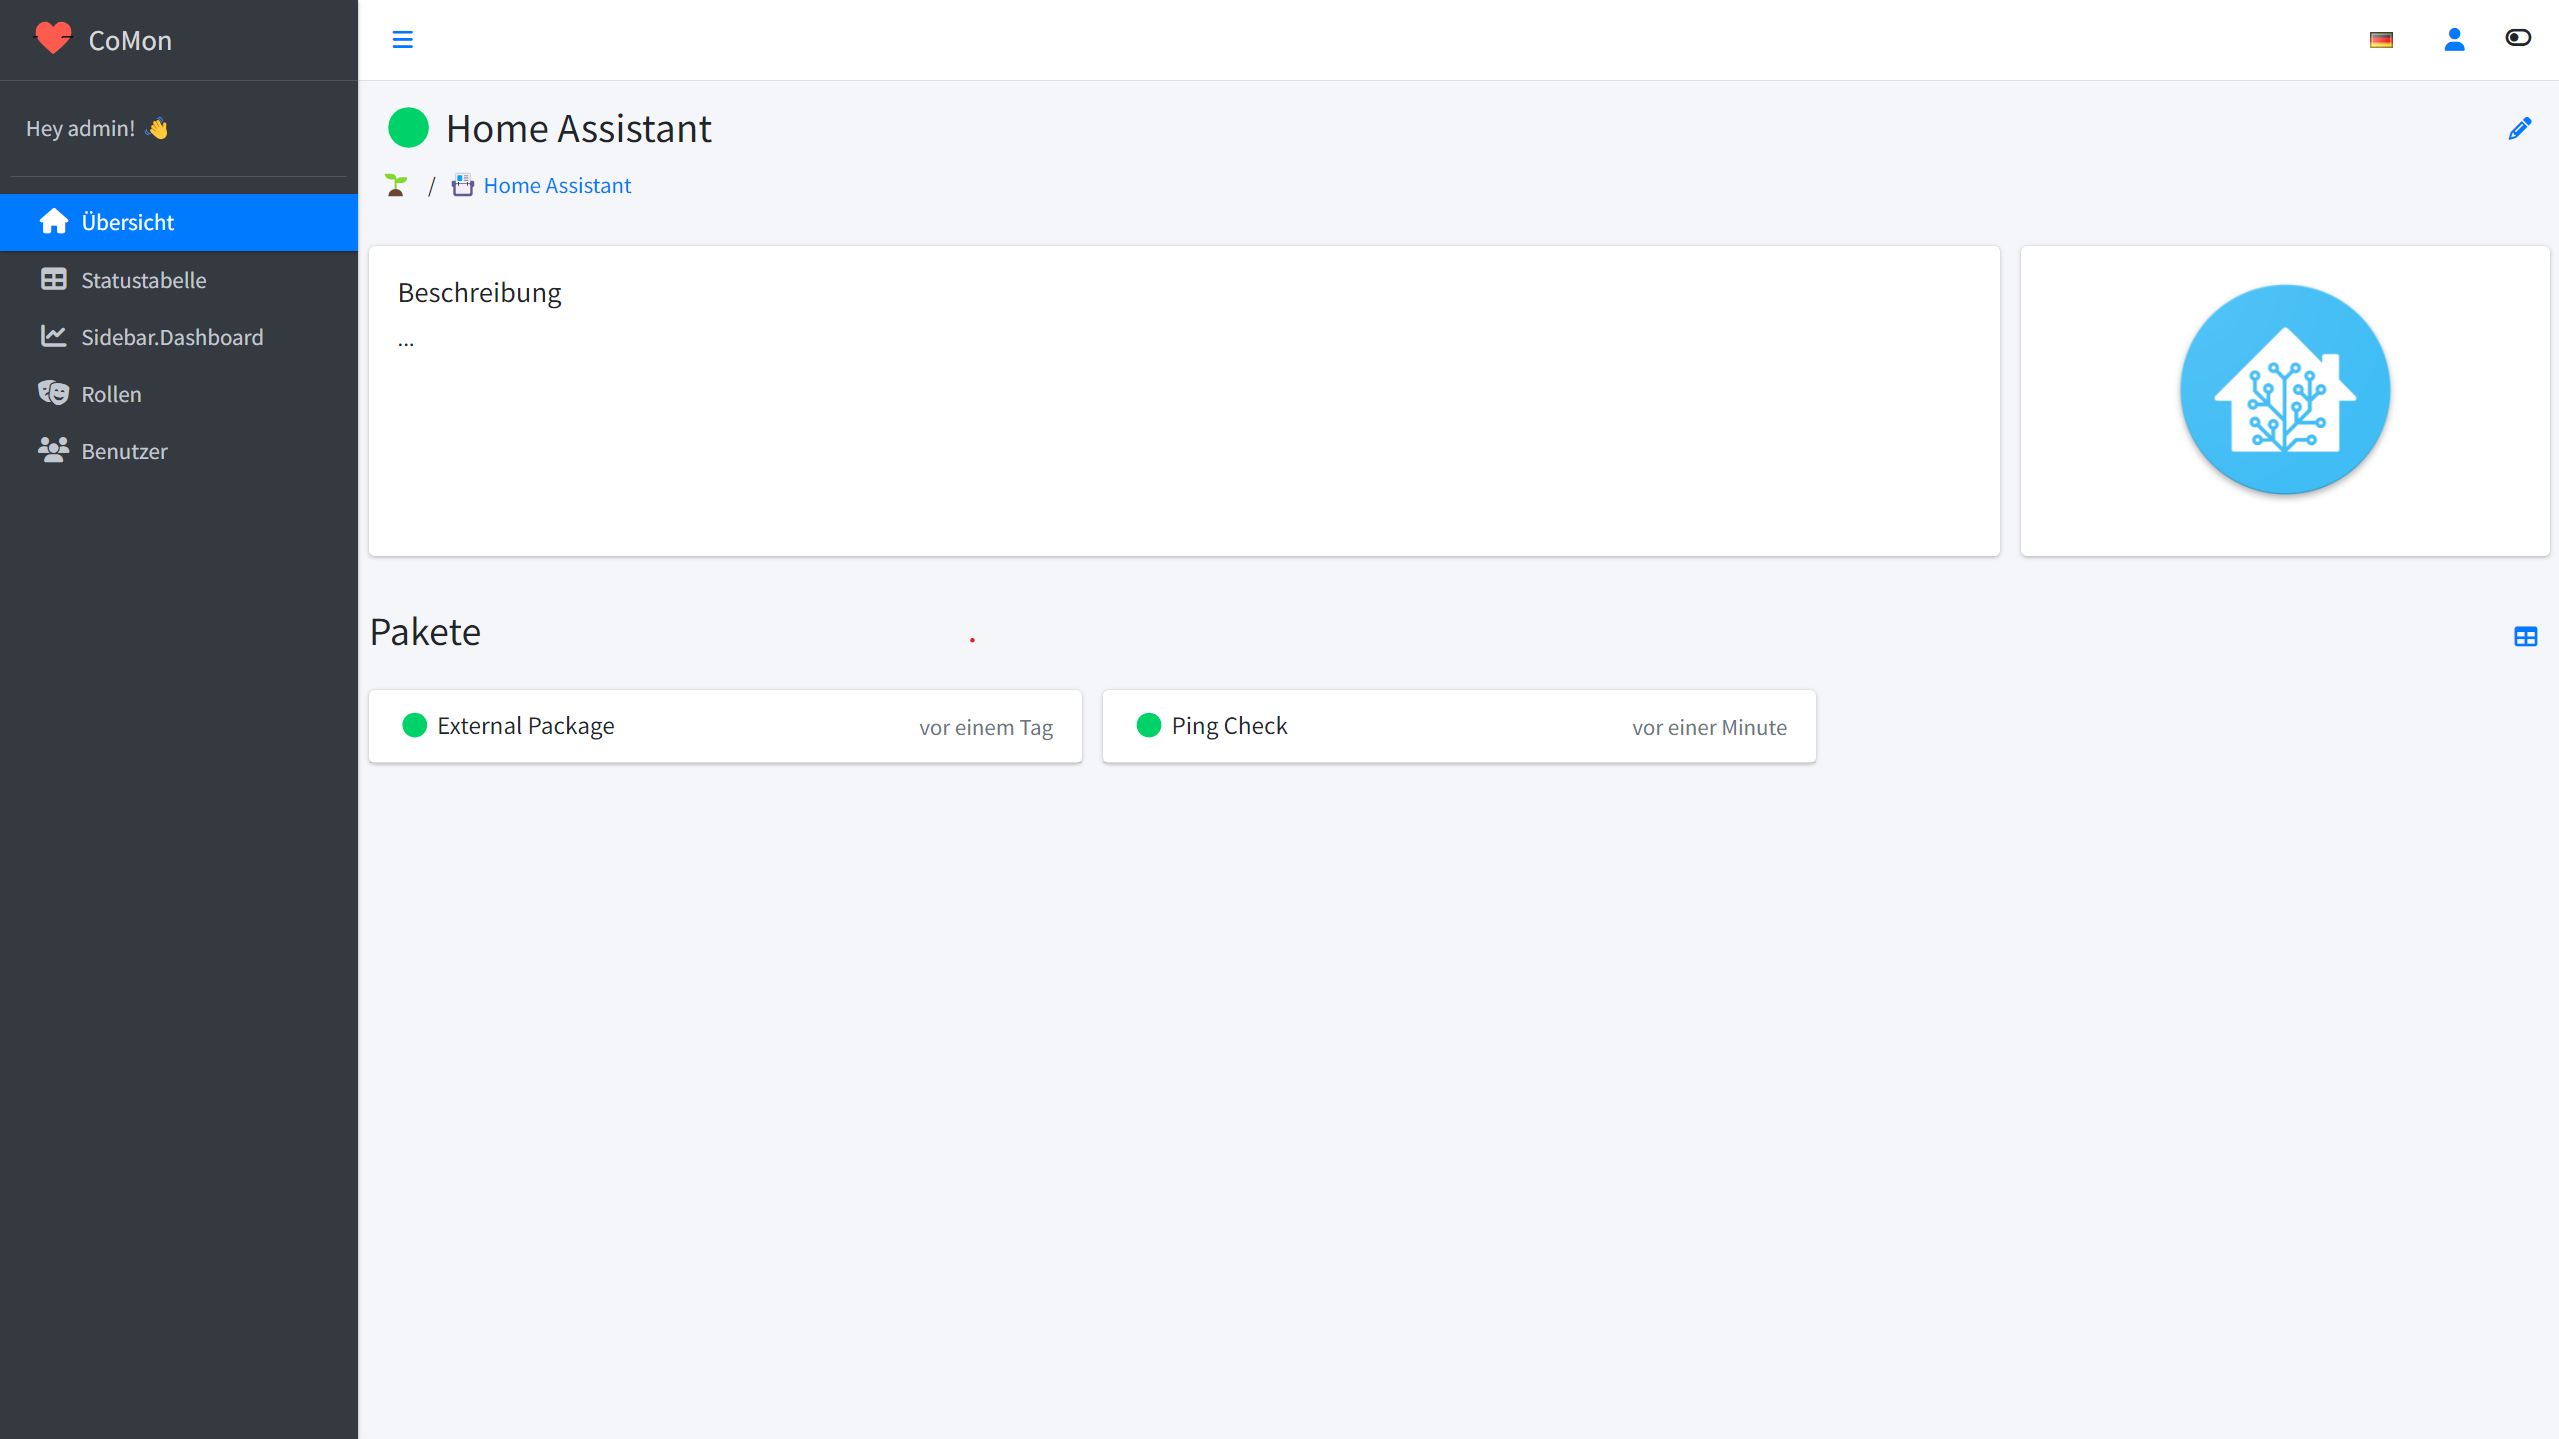 CoMon
Hey admin! 👋
Übersicht
Statustabelle
Sidebar.Dashboard
Rollen
Benutzer
Home Assistant
/ Home Assistant
Beschreibung
...
Pakete
External Package vor einem Tag
Ping Check vor einer Minute